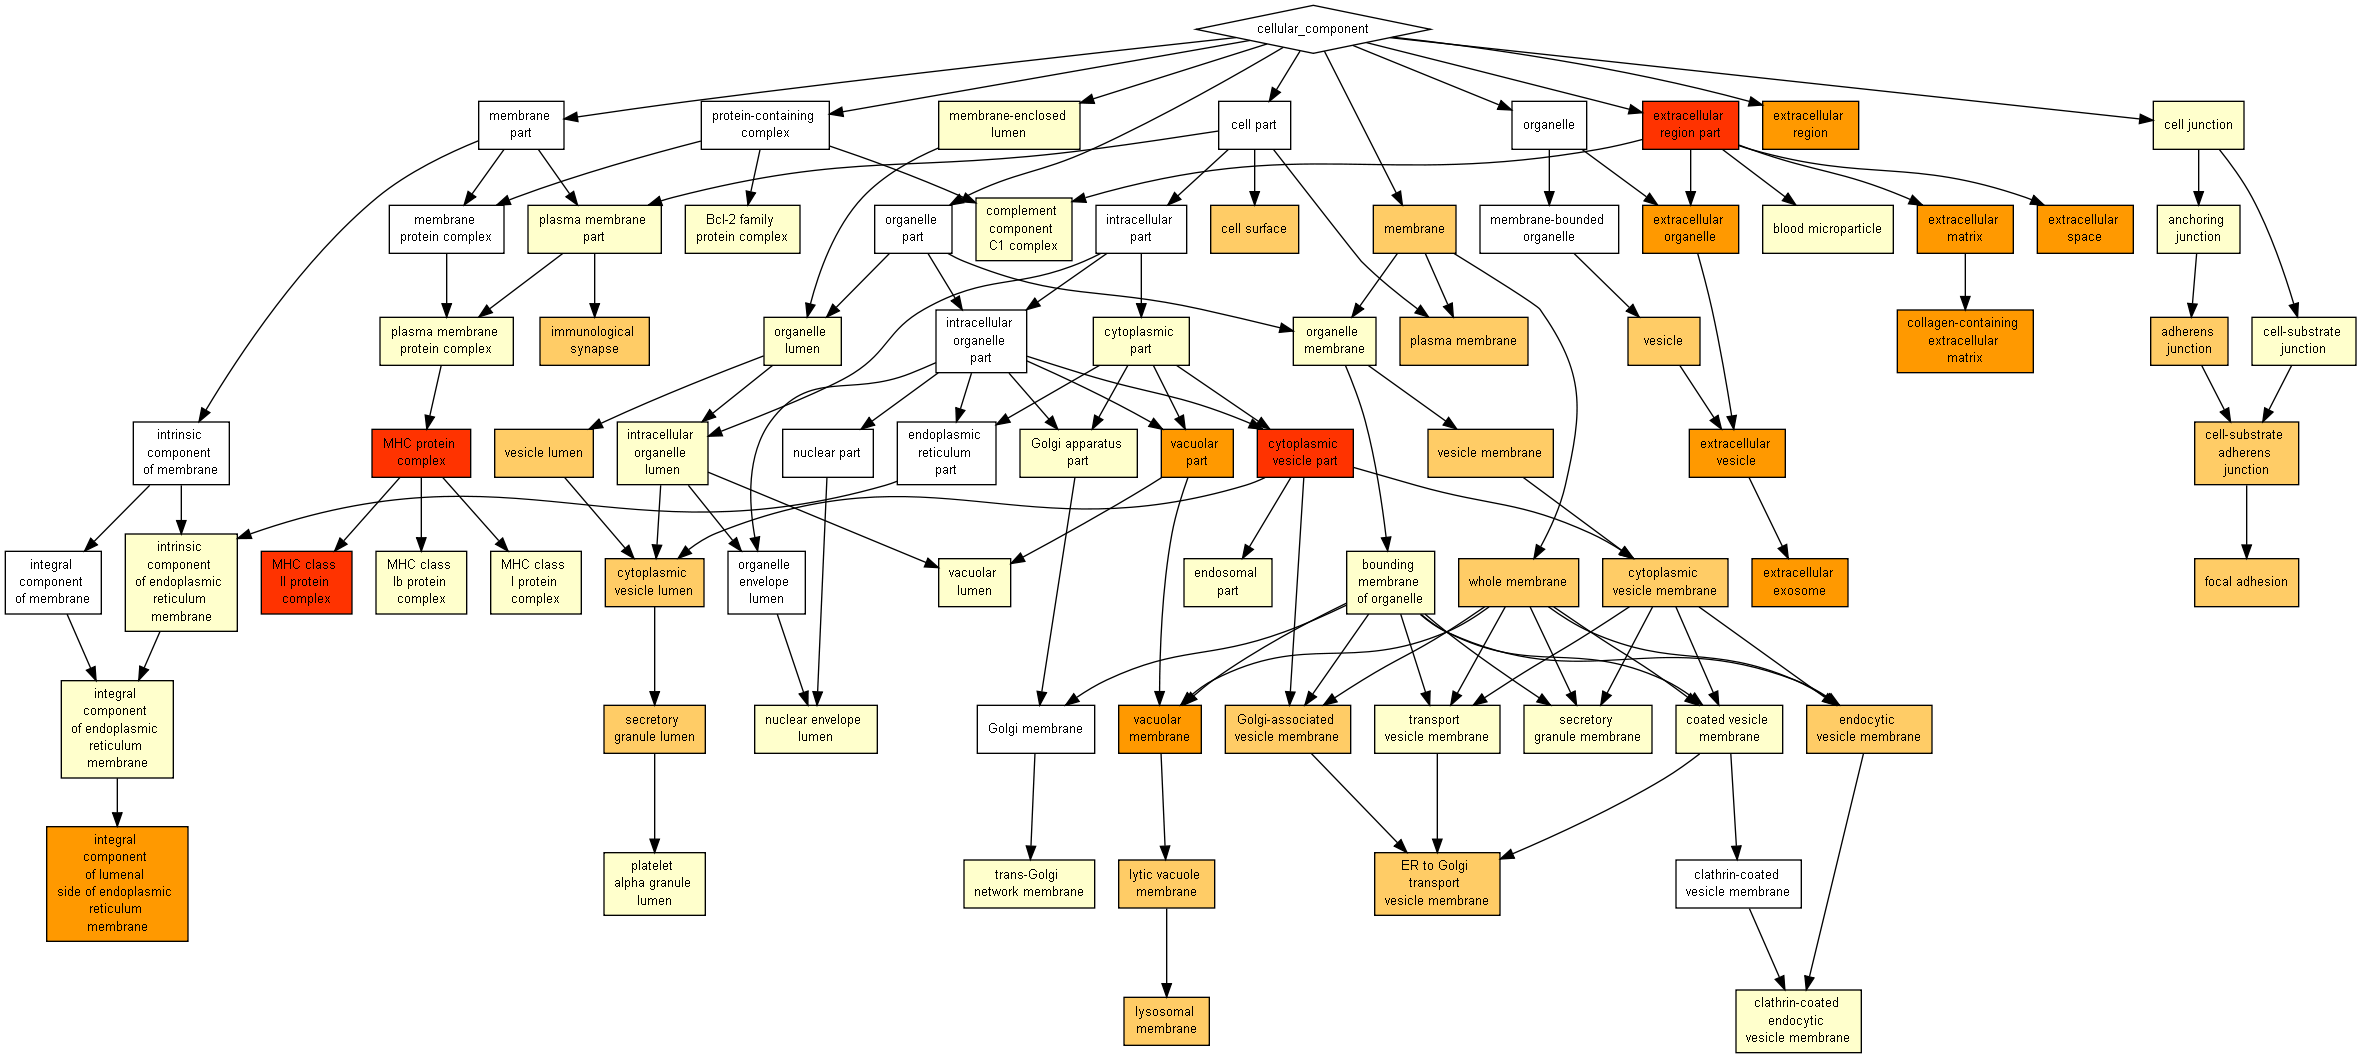 cellular_component
membrane
part
protein-containing
complex
membrane-enclosed
lumen
cell part
organelle
extracellular
region part
extracellular
region
cell junction
membrane
protein complex
plasma membrane
part
Bcl-2 family
protein complex
organelle
part
complement
component
C1 complex
intracellular
part
cell surface
membrane
membrane-bounded
organelle
extracellular
organelle
blood microparticle
extracellular
matrix
extracellular
space
anchoring
junction
plasma membrane
protein complex
immunological
synapse
organelle
lumen
intracellular
organelle
part
cytoplasmic
part
organelle
membrane
plasma membrane
vesicle
collagen-containing
extracellular
matrix
adherens
junction
cell-substrate
junction
intrinsic
component
of membrane
MHC protein
complex
vesicle lumen
intracellular
organelle
lumen
nuclear part
endoplasmic
reticulum
part
Golgi apparatus
part
vacuolar
part
cytoplasmic
vesicle part
vesicle membrane
extracellular
vesicle
cell-substrate
adherens
junction
integral
component
of membrane
intrinsic
component
of endoplasmic
reticulum
membrane
MHC class
II protein
complex
MHC class
Ib protein
complex
MHC class
I protein
complex
cytoplasmic
vesicle lumen
organelle
envelope
lumen
vacuolar
lumen
endosomal
part
bounding
membrane
of organelle
whole membrane
cytoplasmic
vesicle membrane
extracellular
exosome
focal adhesion
integral
component
of endoplasmic
reticulum
membrane
secretory
granule lumen
nuclear envelope
lumen
Golgi membrane
vacuolar
membrane
Golgi-associated
vesicle membrane
transport
vesicle membrane
secretory
granule membrane
coated vesicle
membrane
endocytic
vesicle membrane
integral
component
of lumenal
side of endoplasmic
reticulum
membrane
platelet
alpha granule
lumen
trans-Golgi
network membrane
lytic vacuole
membrane
ER to Golgi
transport
vesicle membrane
clathrin-coated
vesicle membrane
lysosomal
membrane
clathrin-coated
endocytic
vesicle membrane